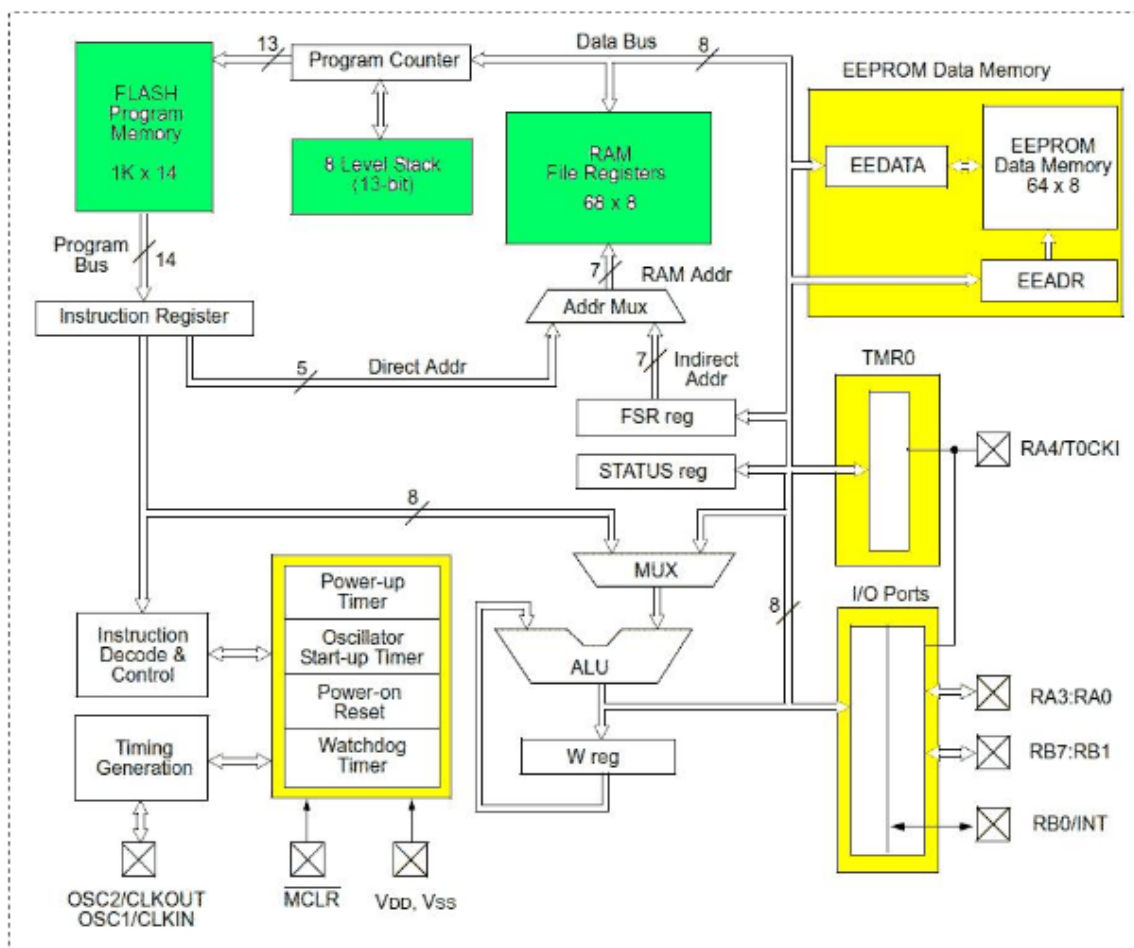 13
Program Counter
Data Bus
8
EEPROM Data Memory
FLASH
Program
Memory
1K x 14
8 Level Stack
(13-bit)
RAM
File Registers
68 x 8
EEDATA
EEPROM
Data Memory
64 x 8
EEADR
Program
Bus
14
7
RAM Addr
Instruction Register
Addr Mux
5
Direct Addr
7
Indirect
Addr
TMR0
FSR reg
STATUS reg
RA4/T0CKI
8
MUX
I/O Ports
8
Power-up
Timer
Oscillator
Start-up Timer
Power-on
Reset
Watchdog
Timer
Instruction
Decode &
Control
ALU
Timing
Generation
W reg
RA3:RA0
RB7:RB1
RB0/INT
OSC2/CLKOUT
OSC1/CLKIN
MCLR
VDD, VSS